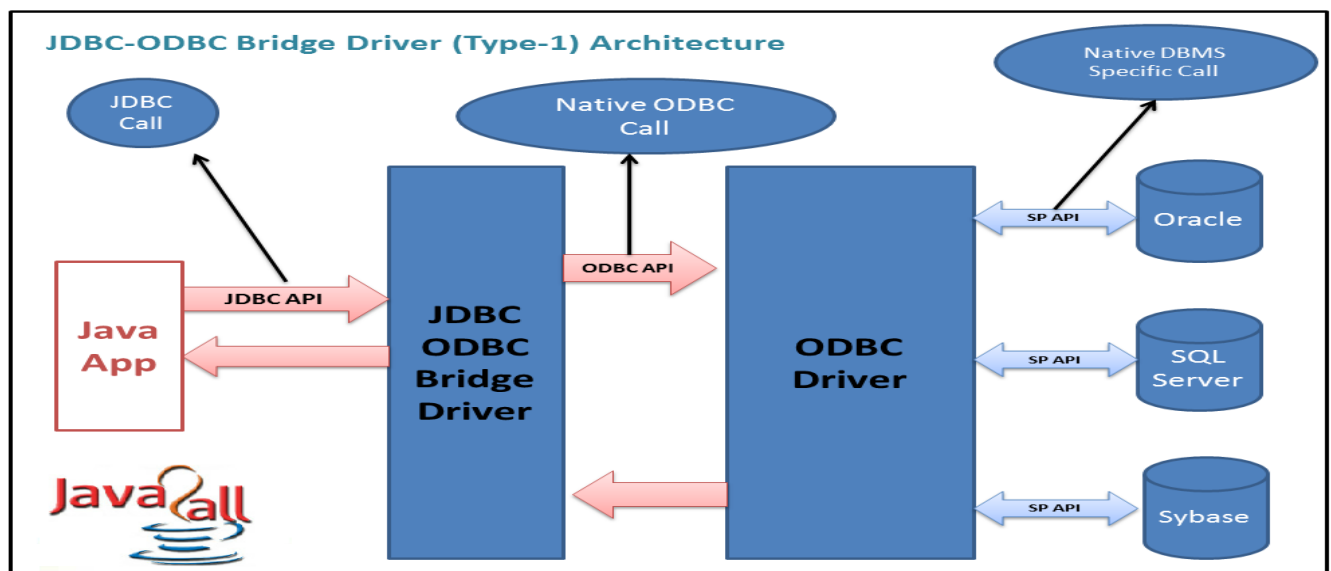 JDBC-ODBC Bridge Driver (Type-1) Architecture
JDBC
Call
Native ODBC
Call
Native DBMS
Specific Call
JDBC API
ODBC API
SP API
Oracle
Java
App
JDBC
ODBC
Bridge
Driver
ODBC
Driver
SP API
SQL
Server
SP API
Sybase
Java2all